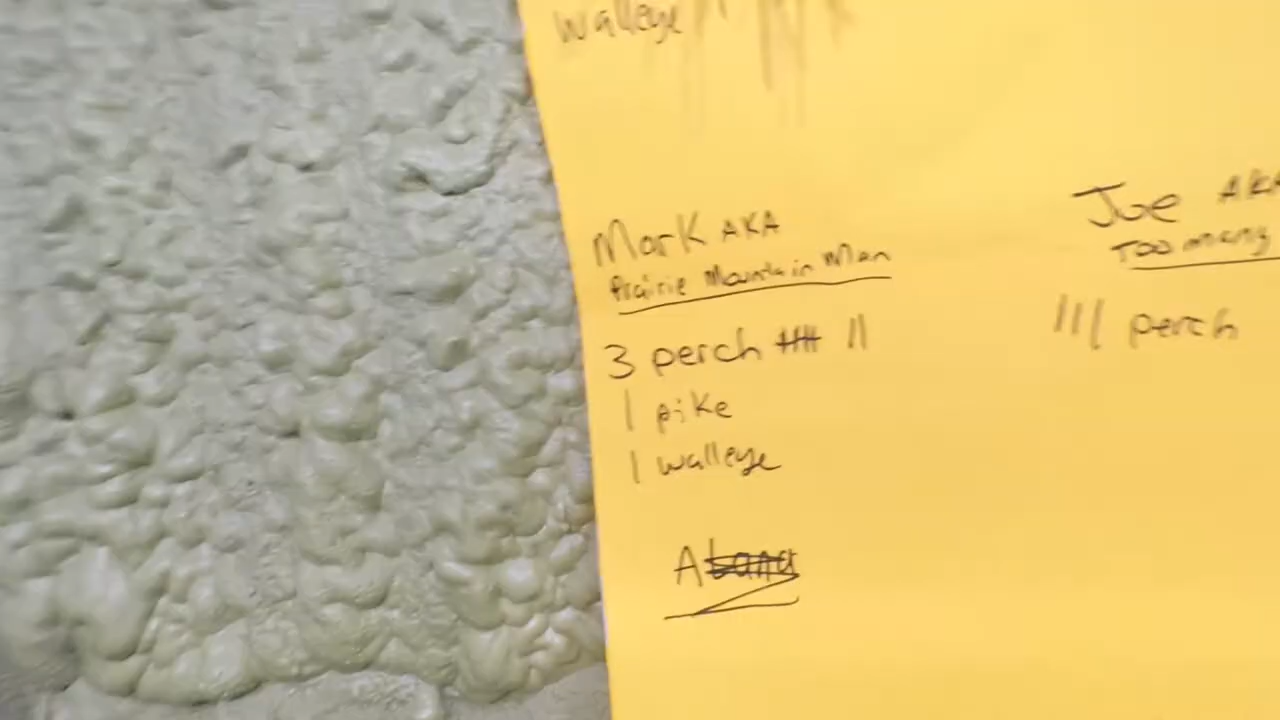 walleye
Mark AKA
Prairie Mountain Man
3 perch |||| ||
1 pike
1 walleye
Joe AKA
Too many
||| perch